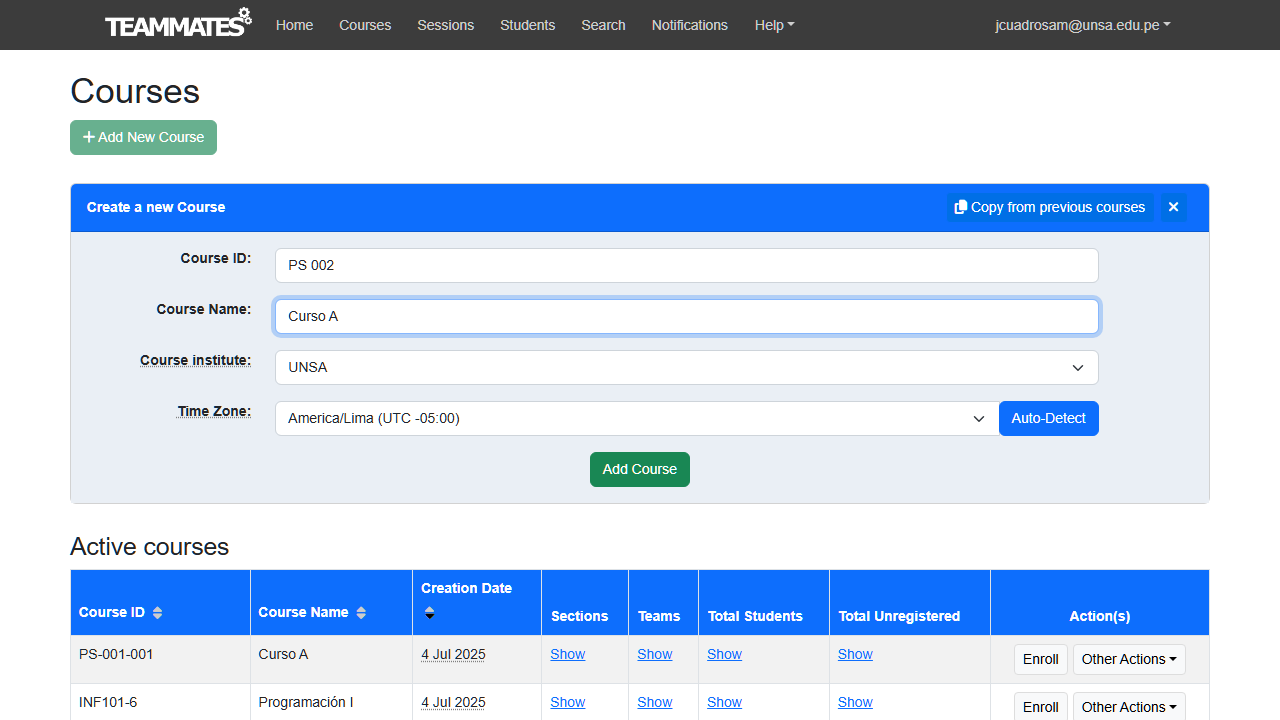 TEAMMATES Home Courses Sessions Students Search Notifications Help jcuadrosam@unsa.edu.pe
Courses
+ Add New Course
Create a new Course Copy from previous courses ×
Course ID: PS 002
Course Name: Curso A
Course institute: UNSA
Time Zone: America/Lima (UTC -05:00) Auto-Detect
Add Course
Active courses
Course ID Course Name Creation Date Sections Teams Total Students Total Unregistered Action(s)
PS-001-001 Curso A 4 Jul 2025 Show Show Show Show Enroll Other Actions
INF101-6 Programación I 4 Jul 2025 Show Show Show Show Enroll Other Actions